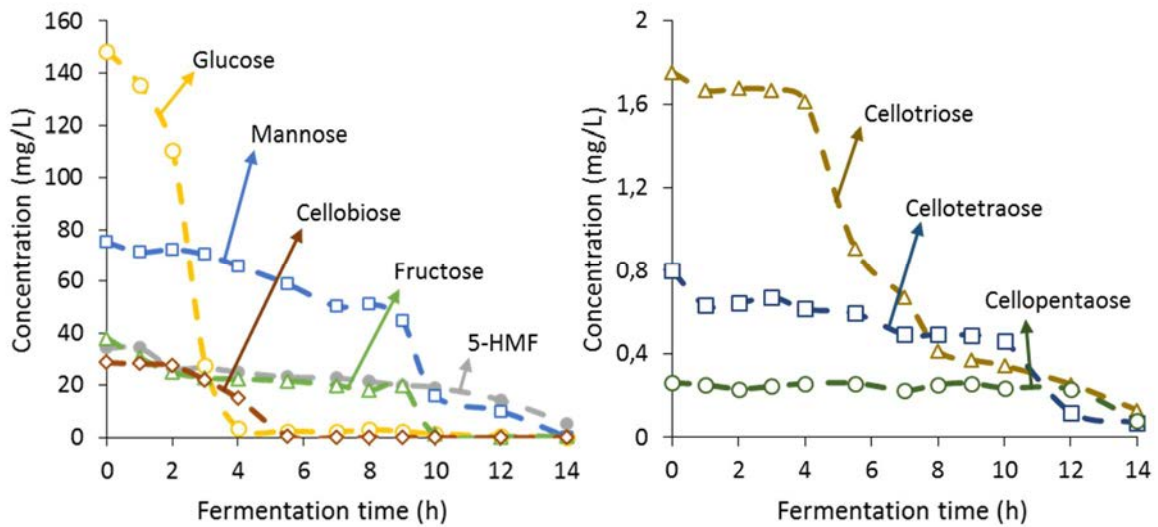 160
140
120
100
80
60
40
20
0
Concentration (mg/L)
Glucose
Mannose
Cellobiose
Fructose
5-HMF
0 2 4 6 8 10 12 14
Fermentation time (h)
2
1,6
1,2
0,8
0,4
0
Concentration (mg/L)
Cellotriose
Cellotetraose
Cellopentaose
0 2 4 6 8 10 12 14
Fermentation time (h)